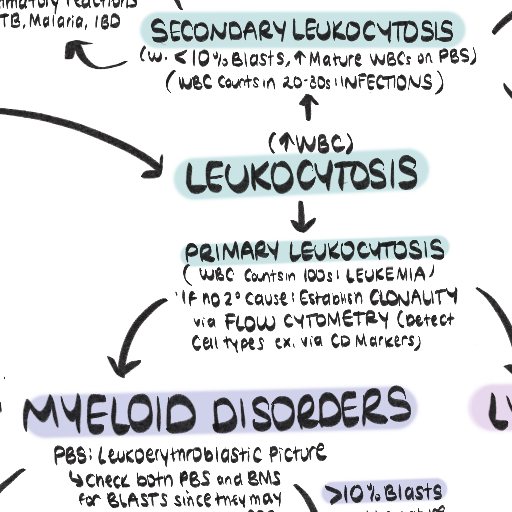 Reactions
TB, Malaria, IBD
SECONDARY LEUKOCYTOSIS
(w. <10% Blasts, ↑ Mature WBCs on PBS)
(WBC Counts in 20-30s: INFECTIONS)
(↑WBC)
LEUKOCYTOSIS
PRIMARY LEUKOCYTOSIS
(WBC Counts in 100s: LEUKEMIA)
*If no 2° cause: Establish CLONALITY
via FLOW CYTOMETRY (Detect
Cell types ex. via CD Markers)
MYELOID DISORDERS
LY
PBS: Leukoerythroblastic Picture
↳Check both PBS and BMS
for BLASTS since they may
>10% Blasts